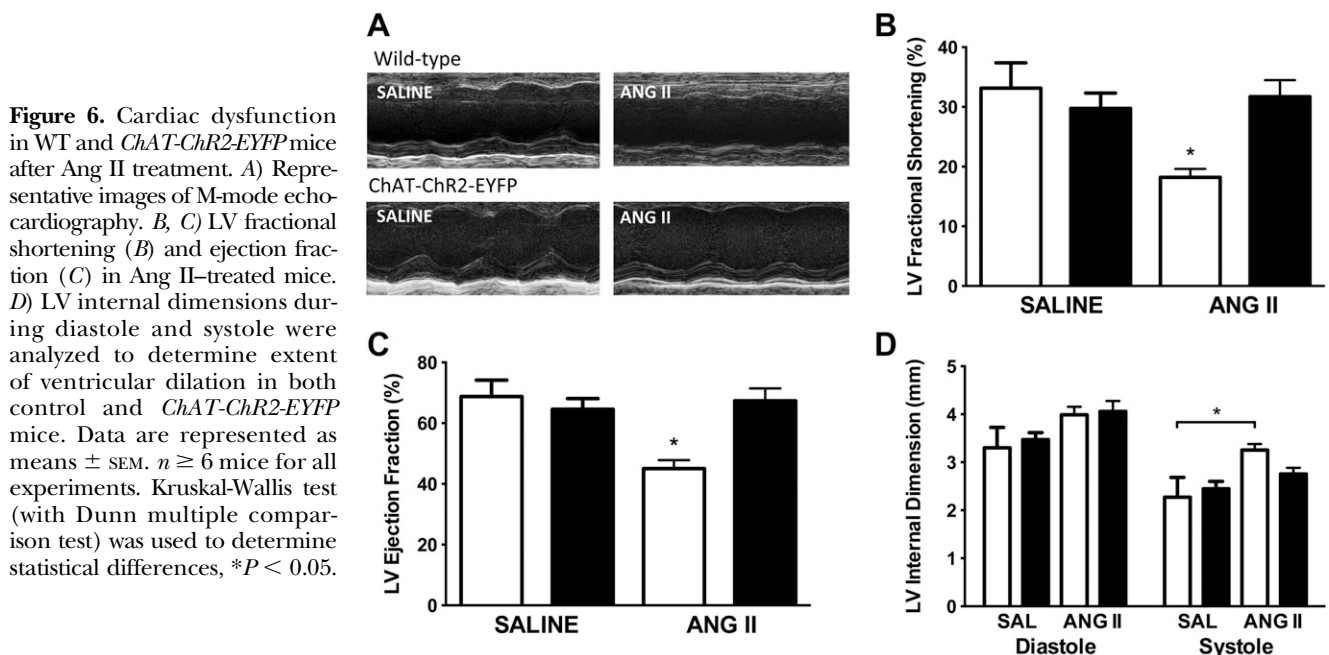 Figure 6. Cardiac dysfunction
in WT and ChAT-ChR2-EYFP mice
after Ang II treatment. A) Repre-
sentative images of M-mode echo-
cardiography. B, C) LV fractional
shortening (B) and ejection frac-
tion (C) in Ang II–treated mice.
D) LV internal dimensions dur-
ing diastole and systole were
analyzed to determine extent
of ventricular dilation in both
control and ChAT-ChR2-EYFP
mice. Data are represented as
means ± SEM. n ≥ 6 mice for all
experiments. Kruskal-Wallis test
(with Dunn multiple compar-
ison test) was used to determine
statistical differences, *P < 0.05.
A
Wild-type
SALINE
ANG II
ChAT-ChR2-EYFP
SALINE
ANG II
B
LV Fractional Shortening (%)
40
30
20
10
0
*
SALINE
ANG II
C
LV Ejection Fraction (%)
80
60
40
20
0
*
SALINE
ANG II
D
LV Internal Dimension (mm)
5
4
3
2
1
0
*
SAL
ANG II
SAL
ANG II
Diastole
Systole